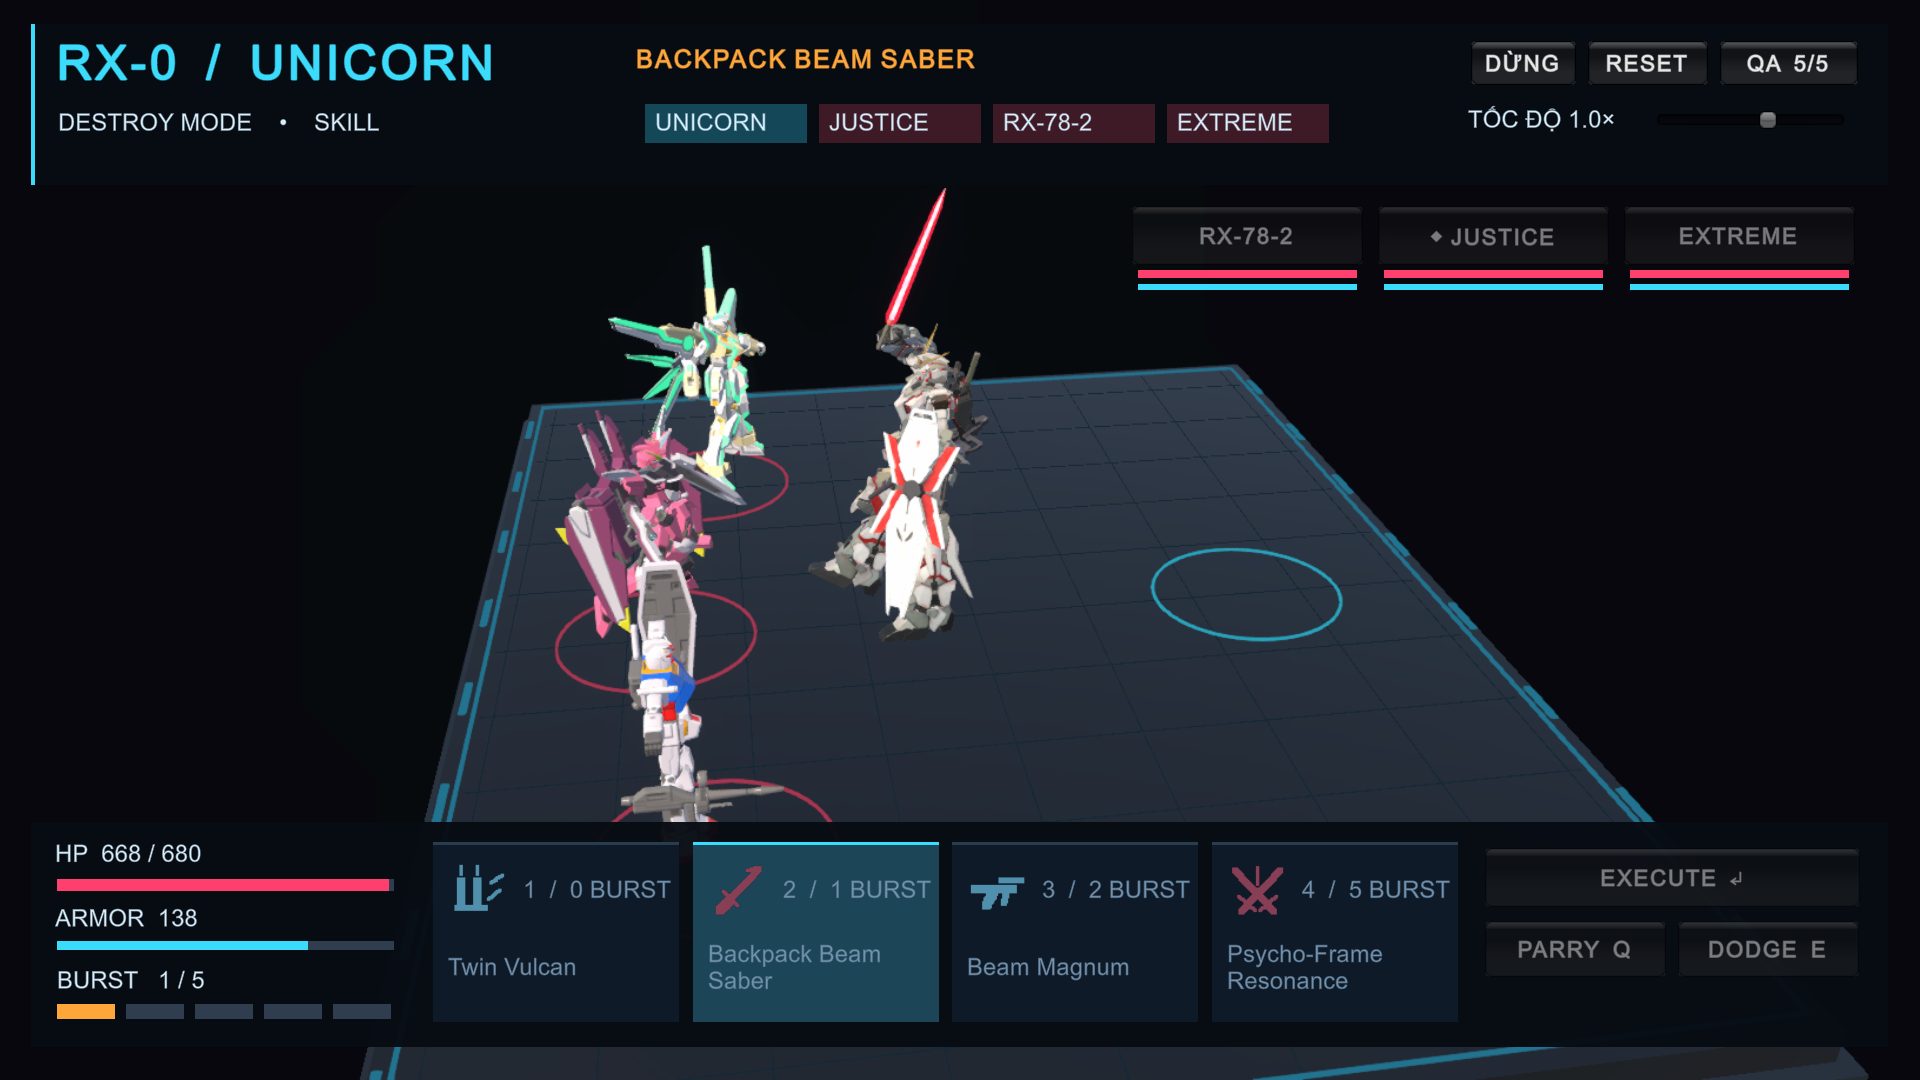 RX-0 / UNICORN
DESTROY MODE • SKILL
BACKPACK BEAM SABER
UNICORN JUSTICE RX-78-2 EXTREME
DỪNG RESET QA 5/5
TỐC ĐỘ 1.0×
RX-78-2 ◆ JUSTICE EXTREME
HP 668 / 680
ARMOR 138
BURST 1 / 5
1 / 0 BURST
Twin Vulcan
2 / 1 BURST
Backpack Beam
Saber
3 / 2 BURST
Beam Magnum
4 / 5 BURST
Psycho-Frame
Resonance
EXECUTE ↲
PARRY Q DODGE E